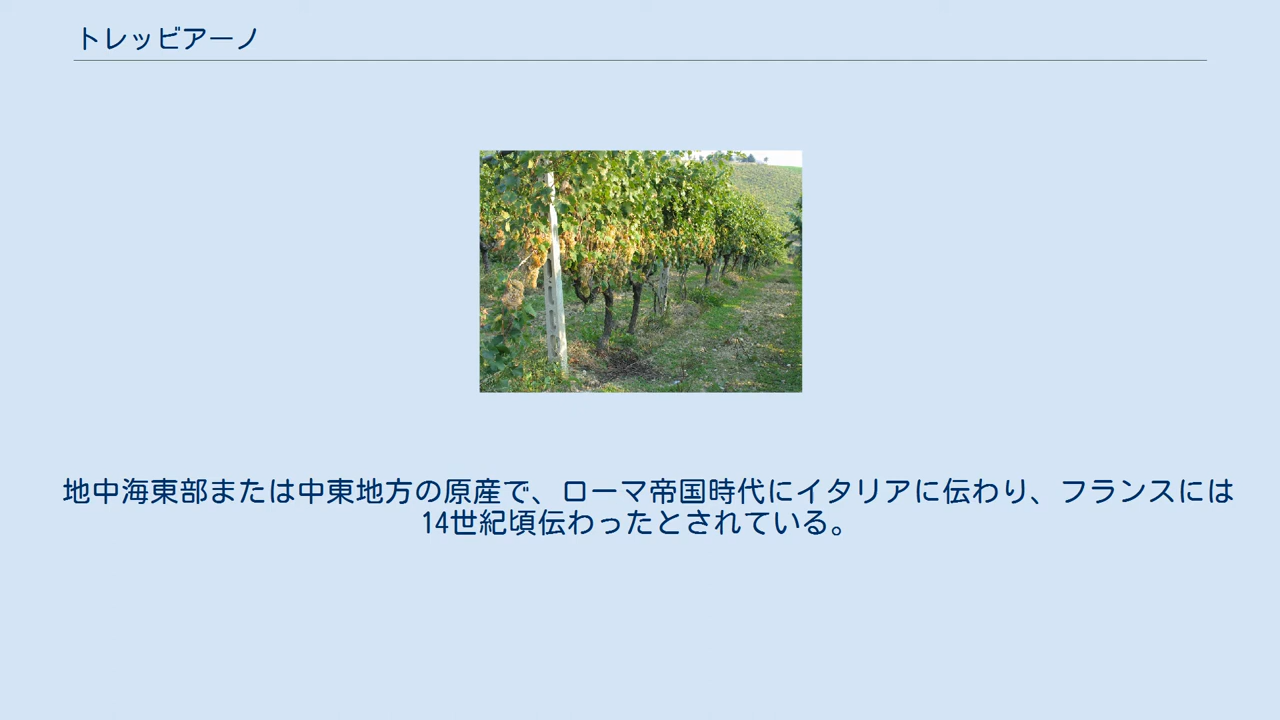 トレッビアーノ
地中海東部または中東地方の原産で、ローマ帝国時代にイタリアに伝わり、フランスには
14世紀頃伝わったとされている。